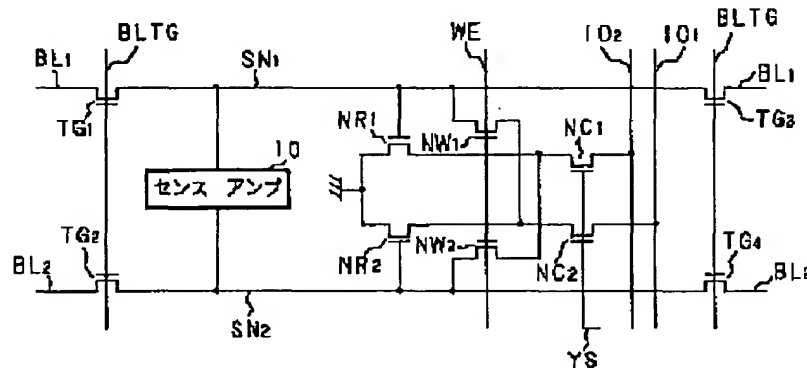 BLTG
WE
IO2
IO1
BLTG
BL1
SN1
BL1
TG1
NR1
NW1
NC1
TG3
10
センス アンプ
TG2
NR2
NW2
NC2
TG4
BL2
BL2
SN2
YS